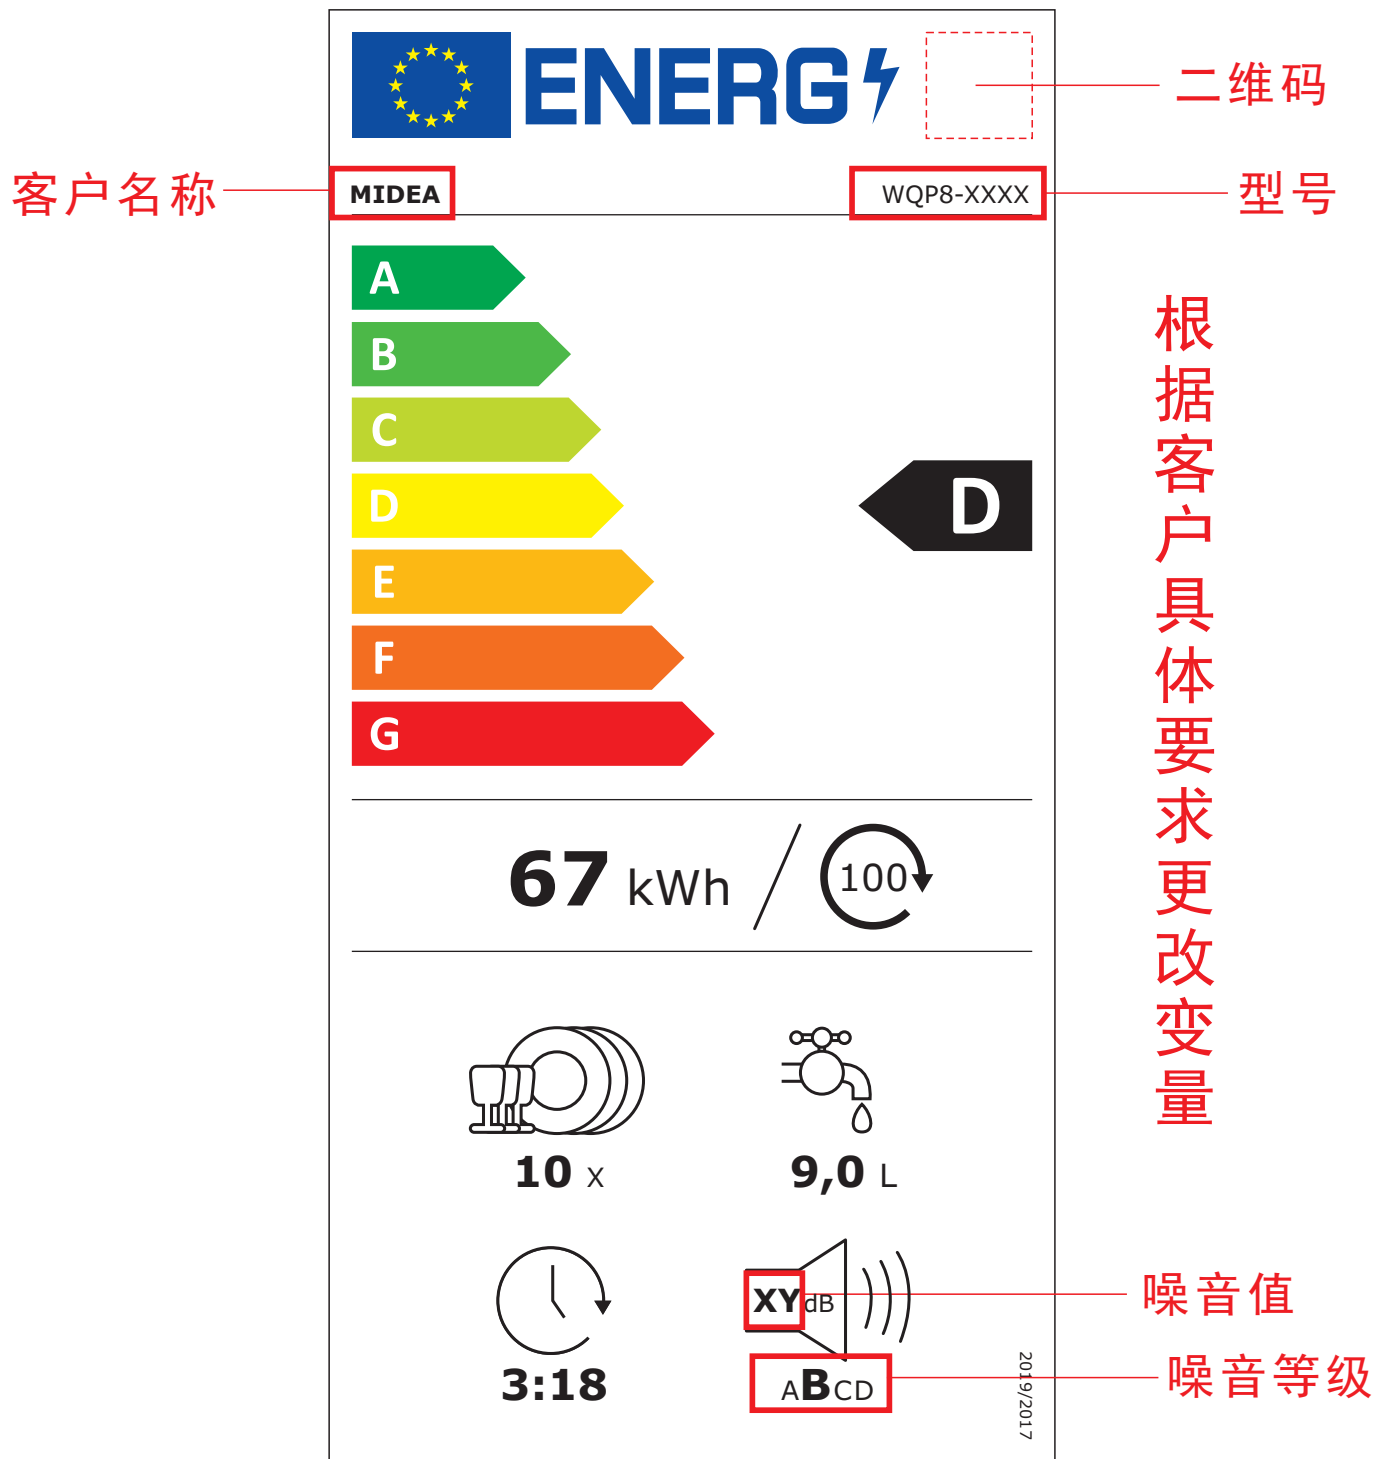 ENERG
二维码
客户名称
MIDEA
WQP8-XXXX
型号
A
B
C
D
E
F
G
D
根据客户具体要求更改变量
67 kWh / 100
10 x
9,0 L
3:18
XY dB
噪音值
ABCD
噪音等级
2019/2017